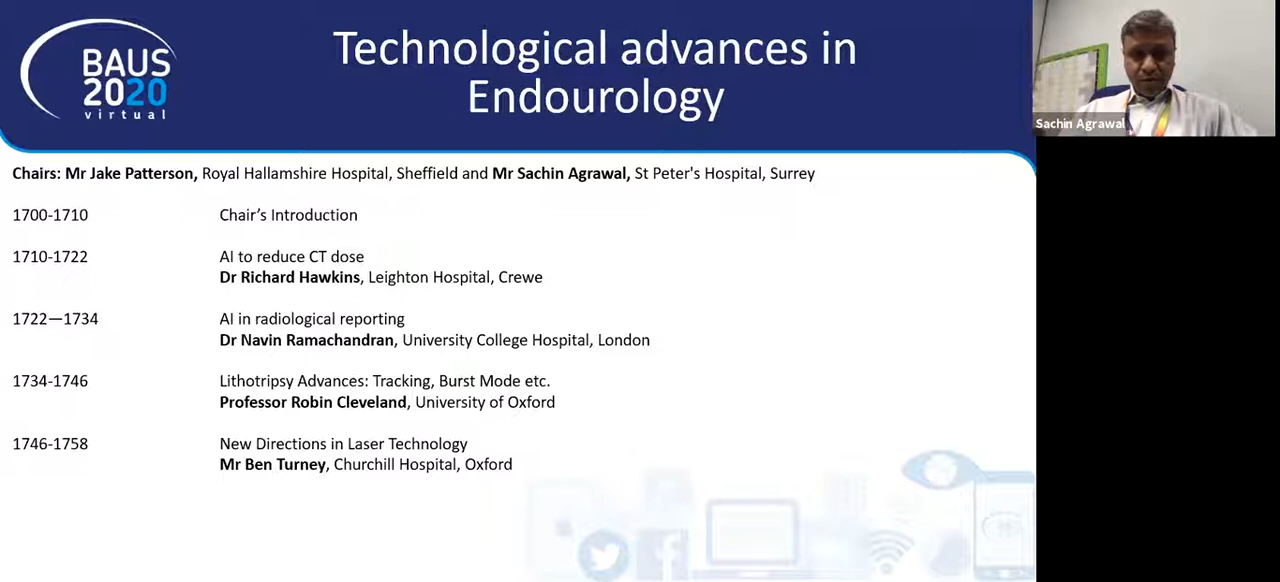 BAUS
2020
virtual
Technological advances in
Endourology
Sachin Agrawal
Chairs: Mr Jake Patterson, Royal Hallamshire Hospital, Sheffield and Mr Sachin Agrawal, St Peter's Hospital, Surrey
1700-1710 Chair’s Introduction
1710-1722 AI to reduce CT dose
Dr Richard Hawkins, Leighton Hospital, Crewe
1722—1734 AI in radiological reporting
Dr Navin Ramachandran, University College Hospital, London
1734-1746 Lithotripsy Advances: Tracking, Burst Mode etc.
Professor Robin Cleveland, University of Oxford
1746-1758 New Directions in Laser Technology
Mr Ben Turney, Churchill Hospital, Oxford